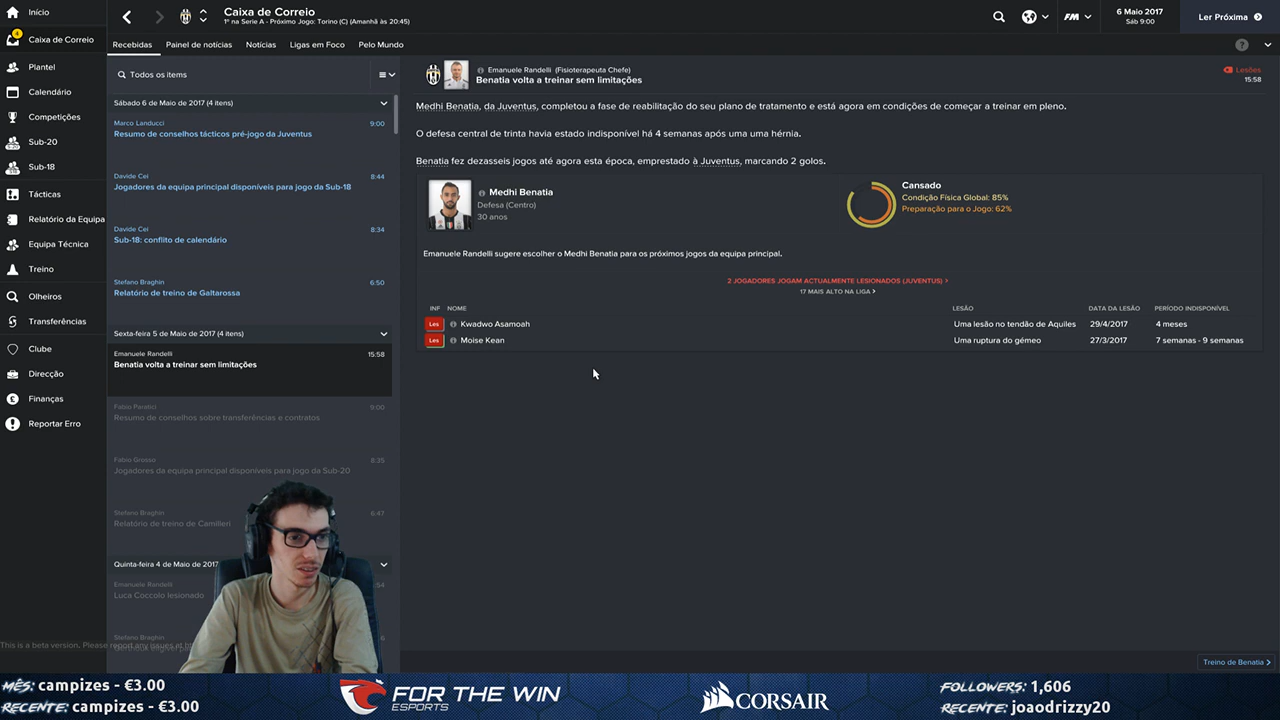 Início
Caixa de Correio
4
Plantel
Calendário
Competições
Sub-20
Sub-18
Tácticas
Relatório da Equipa
Equipa Técnica
Treino
Olheiros
Transferências
Clube
Direcção
Finanças
Reportar Erro
Caixa de Correio
1º na Serie A - Próximo Jogo: Torino (C) (Amanhã às 20:45)
FM
6 Maio 2017
Sáb 9:00
Ler Próxima
Recebidas
Painel de notícias
Notícias
Ligas em Foco
Pelo Mundo
?
Todos os items
Sábado 6 de Maio de 2017 (4 itens)
Marco Landucci 9:00
Resumo de conselhos tácticos pré-jogo da Juventus
Davide Cei 8:44
Jogadores da equipa principal disponíveis para jogo da Sub-18
Davide Cei 8:34
Sub-18: conflito de calendário
Stefano Braghin 6:50
Relatório de treino de Galtarossa
Sexta-feira 5 de Maio de 2017 (4 itens)
Emanuele Randelli 15:58
Benatia volta a treinar sem limitações
Fabio Paratici 9:00
Resumo de conselhos sobre transferências e contratos
Fabio Grosso 8:35
Jogadores da equipa principal disponíveis para jogo da Sub-20
Stefano Braghin 6:47
Relatório de treino de Camilleri
Quinta-feira 4 de Maio de 2017
Emanuele Randelli 54
Luca Coccolo lesionado
Stefano Braghin 6
This is a beta version. Please report any issues at
Emanuele Randelli (Fisioterapeuta Chefe)
Benatia volta a treinar sem limitações
Lesões
15:58
Medhi Benatia, da Juventus, completou a fase de reabilitação do seu plano de tratamento e está agora em condições de começar a treinar em pleno.
O defesa central de trinta havia estado indisponível há 4 semanas após uma uma hérnia.
Benatia fez dezasseis jogos até agora esta época, emprestado à Juventus, marcando 2 golos.
Medhi Benatia
Defesa (Centro)
30 anos
Cansado
Condição Física Global: 85%
Preparação para o Jogo: 62%
Emanuele Randelli sugere escolher o Medhi Benatia para os próximos jogos da equipa principal.
2 JOGADORES JOGAM ACTUALMENTE LESIONADOS (JUVENTUS) >
17 MAIS ALTO NA LIGA >
INF NOME LESÃO DATA DA LESÃO PERÍODO INDISPONÍVEL
Les Kwadwo Asamoah Uma lesão no tendão de Aquiles 29/4/2017 4 meses
Les Moise Kean Uma ruptura do gémeo 27/3/2017 7 semanas - 9 semanas
Treino de Benatia >
MÊS: campizes - €3.00
RECENTE: campizes - €3.00
FOR THE WIN
ESPORTS
CORSAIR
FOLLOWERS: 1,606
RECENTE: joaodrizzy20